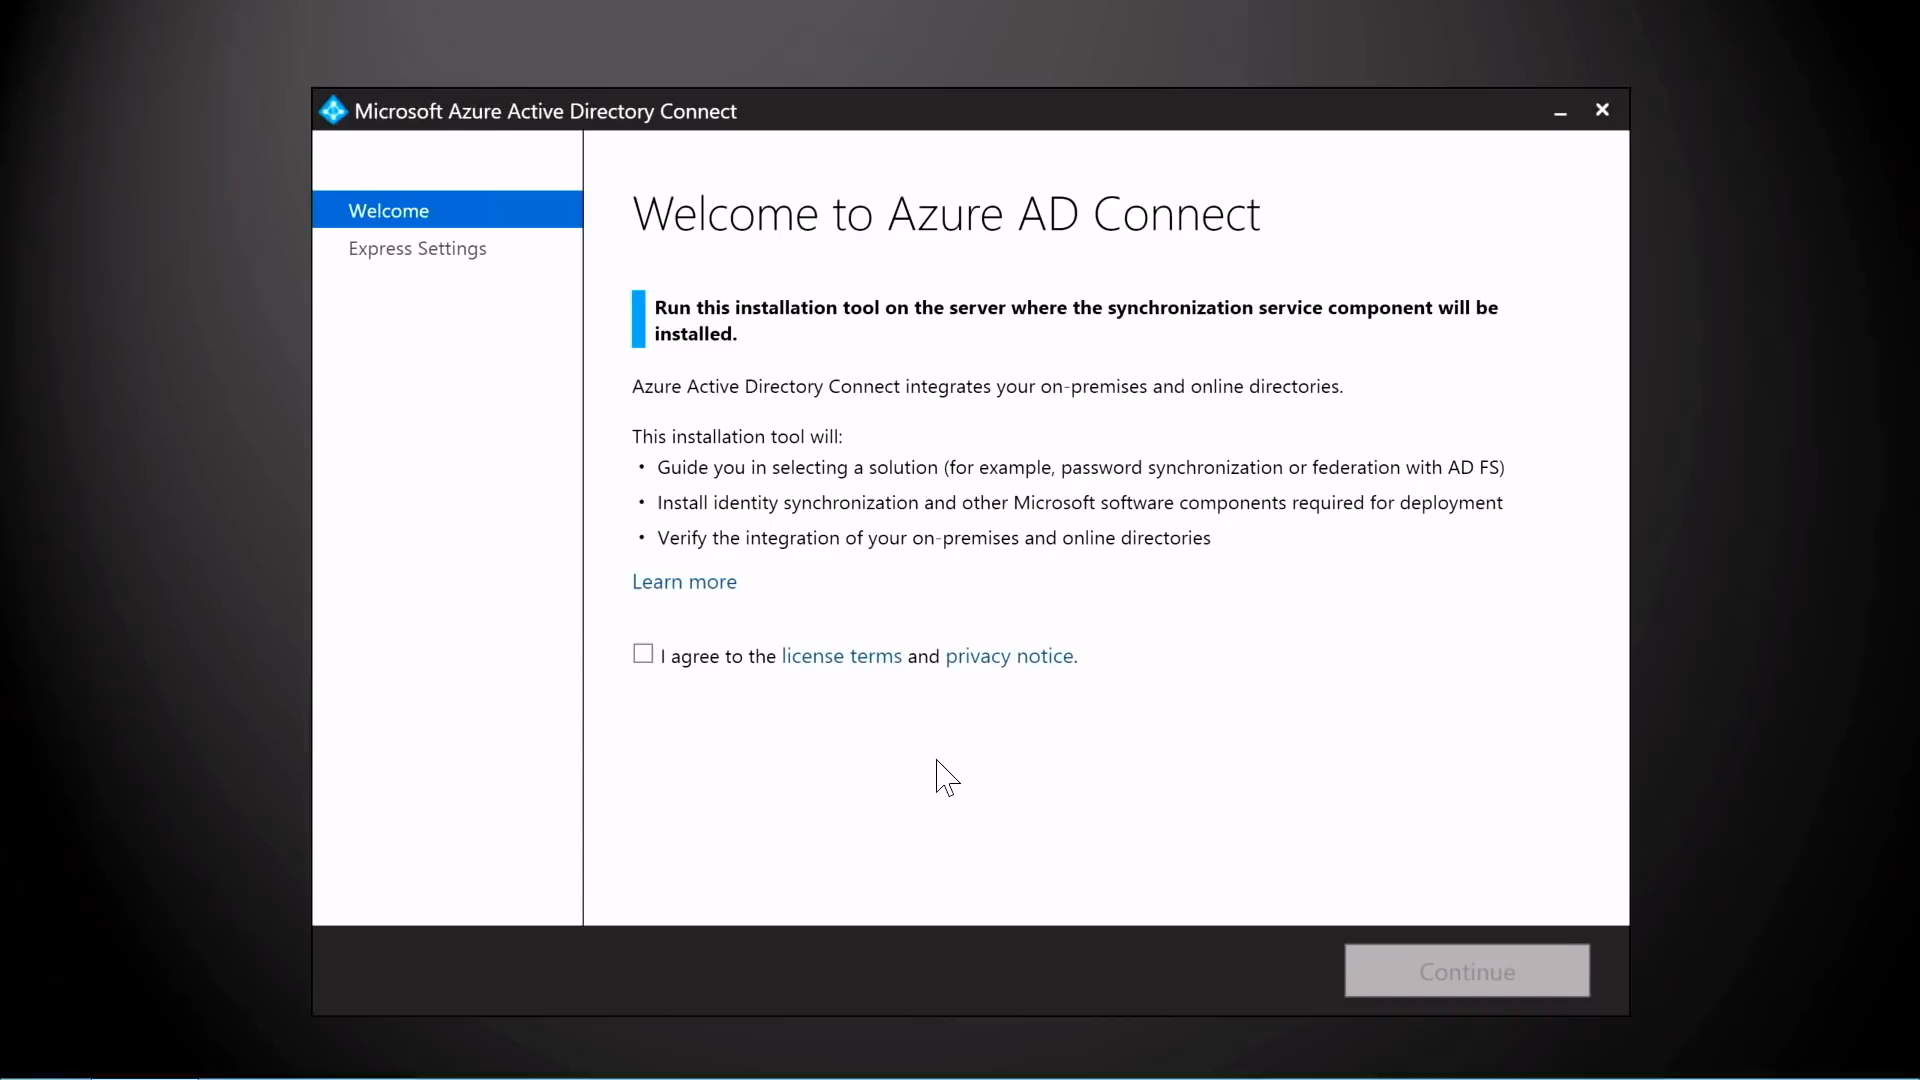 Microsoft Azure Active Directory Connect
Welcome
Express Settings
Welcome to Azure AD Connect
Run this installation tool on the server where the synchronization service component will be
installed.
Azure Active Directory Connect integrates your on-premises and online directories.
This installation tool will:
• Guide you in selecting a solution (for example, password synchronization or federation with AD FS)
• Install identity synchronization and other Microsoft software components required for deployment
• Verify the integration of your on-premises and online directories
Learn more
I agree to the license terms and privacy notice.
Continue